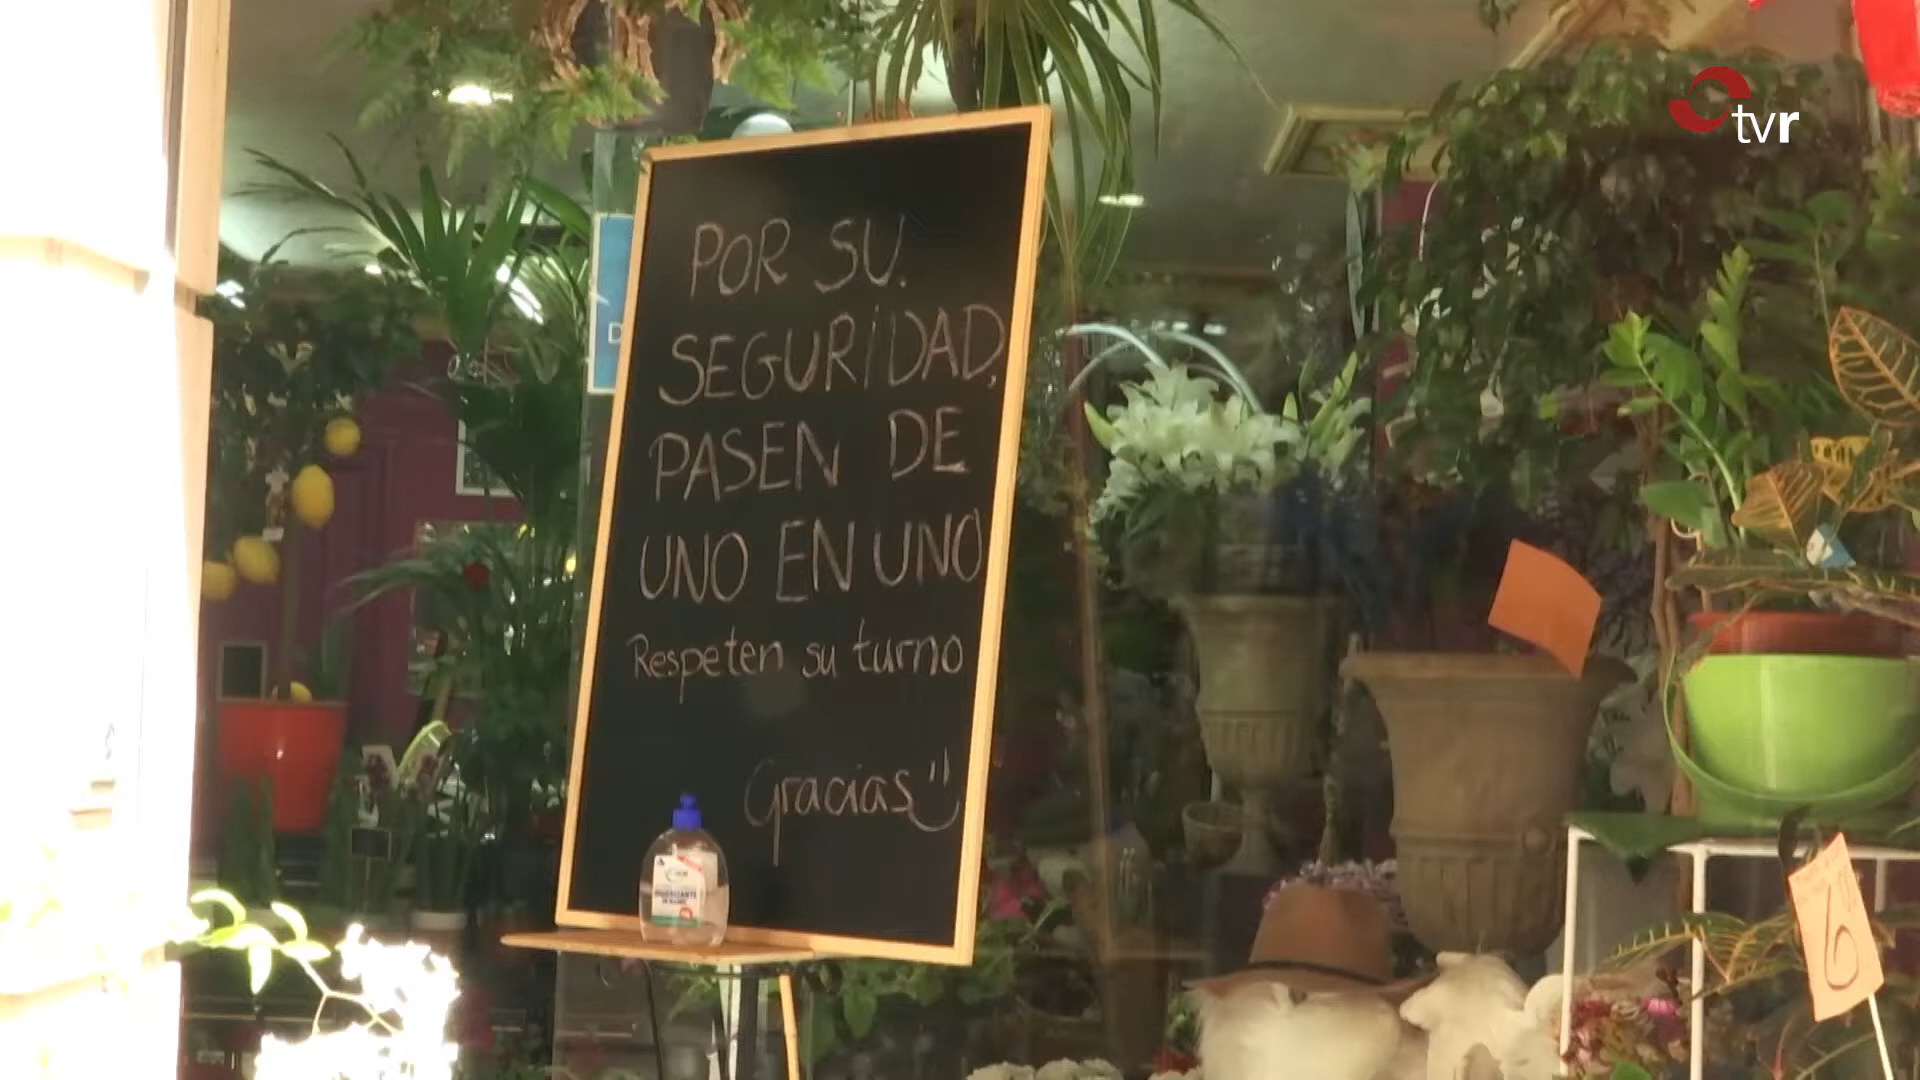 tvr
POR SU.
SEGURIDAD,
PASEN DE
UNO EN UNO
Respeten su turno
Gracias
D
6